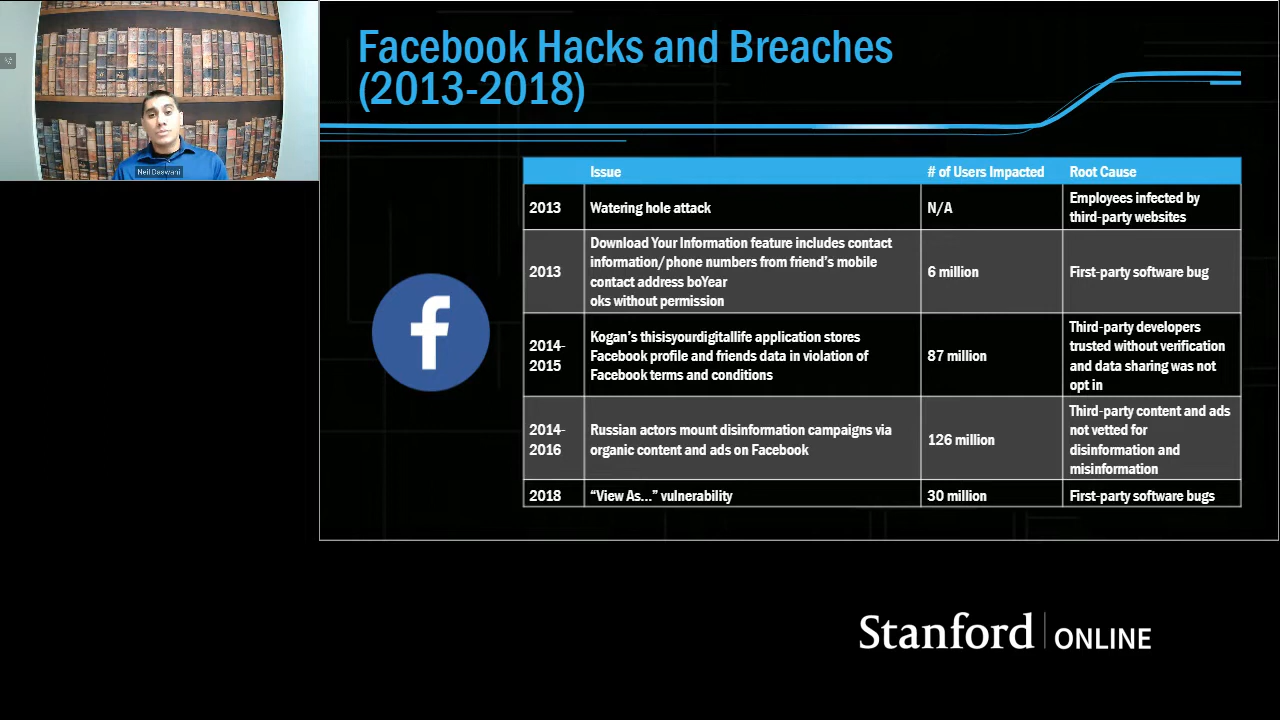 Neil Daswani
Facebook Hacks and Breaches
(2013-2018)
Issue
# of Users Impacted
Root Cause
2013
Watering hole attack
N/A
Employees infected by
third-party websites
2013
Download Your Information feature includes contact
information/phone numbers from friend's mobile
contact address boYear
oks without permission
6 million
First-party software bug
2014-
2015
Kogan's thisisyourdigitallife application stores
Facebook profile and friends data in violation of
Facebook terms and conditions
87 million
Third-party developers
trusted without verification
and data sharing was not
opt in
2014-
2016
Russian actors mount disinformation campaigns via
organic content and ads on Facebook
126 million
Third-party content and ads
not vetted for
disinformation and
misinformation
2018
“View As...” vulnerability
30 million
First-party software bugs
f
Stanford ONLINE